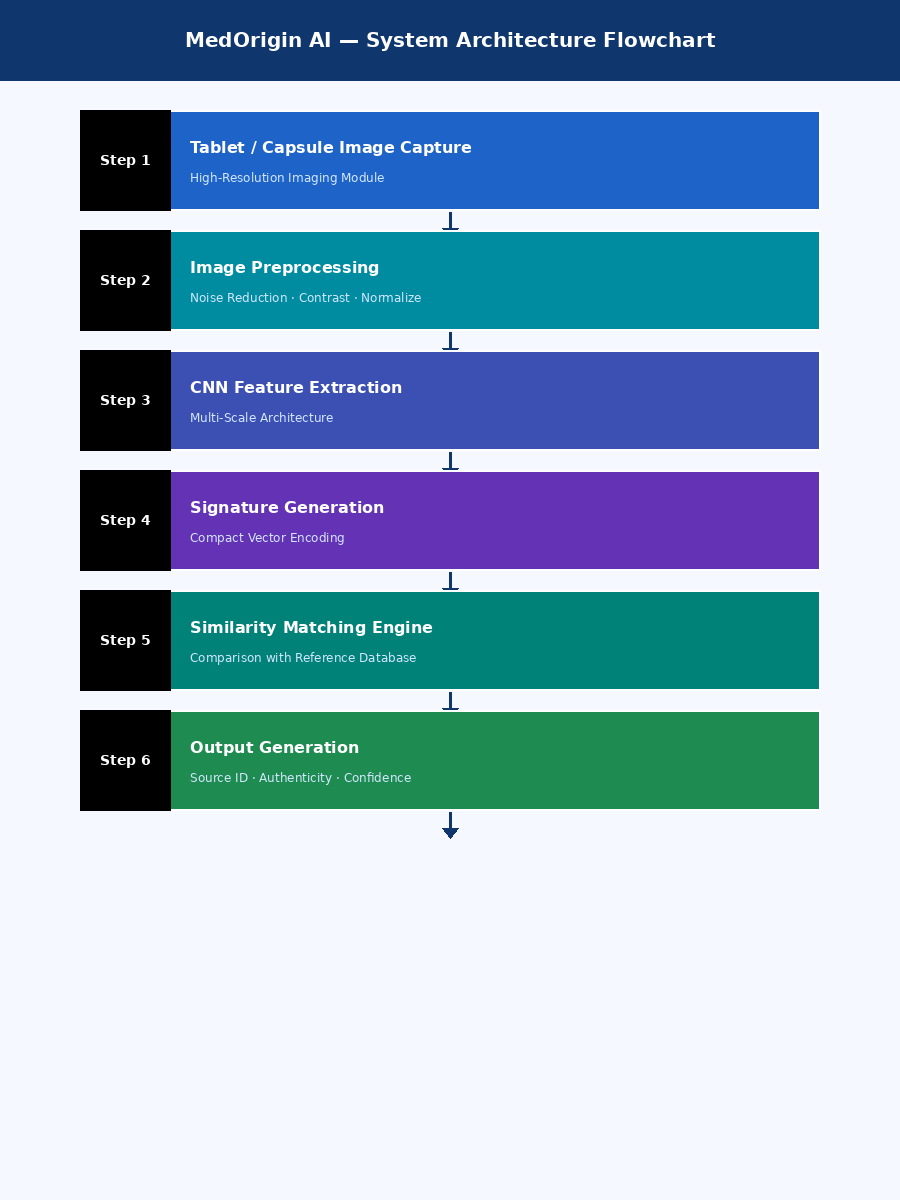 MedOrigin AI — System Architecture Flowchart
Step 1
Tablet / Capsule Image Capture
High-Resolution Imaging Module
Step 2
Image Preprocessing
Noise Reduction · Contrast · Normalize
Step 3
CNN Feature Extraction
Multi-Scale Architecture
Step 4
Signature Generation
Compact Vector Encoding
Step 5
Similarity Matching Engine
Comparison with Reference Database
Step 6
Output Generation
Source ID · Authenticity · Confidence